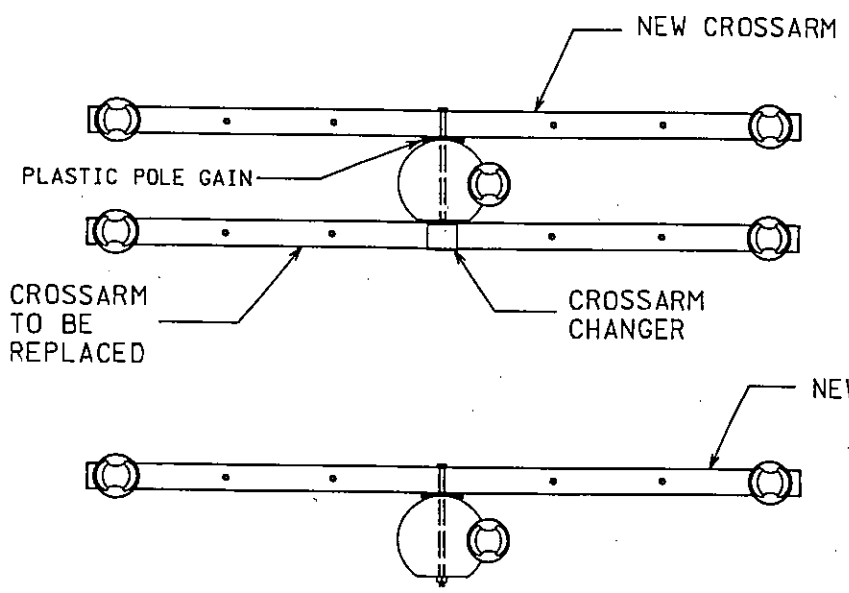 NEW CROSSARM
PLASTIC POLE GAIN
CROSSARM
TO BE
REPLACED
CROSSARM
CHANGER